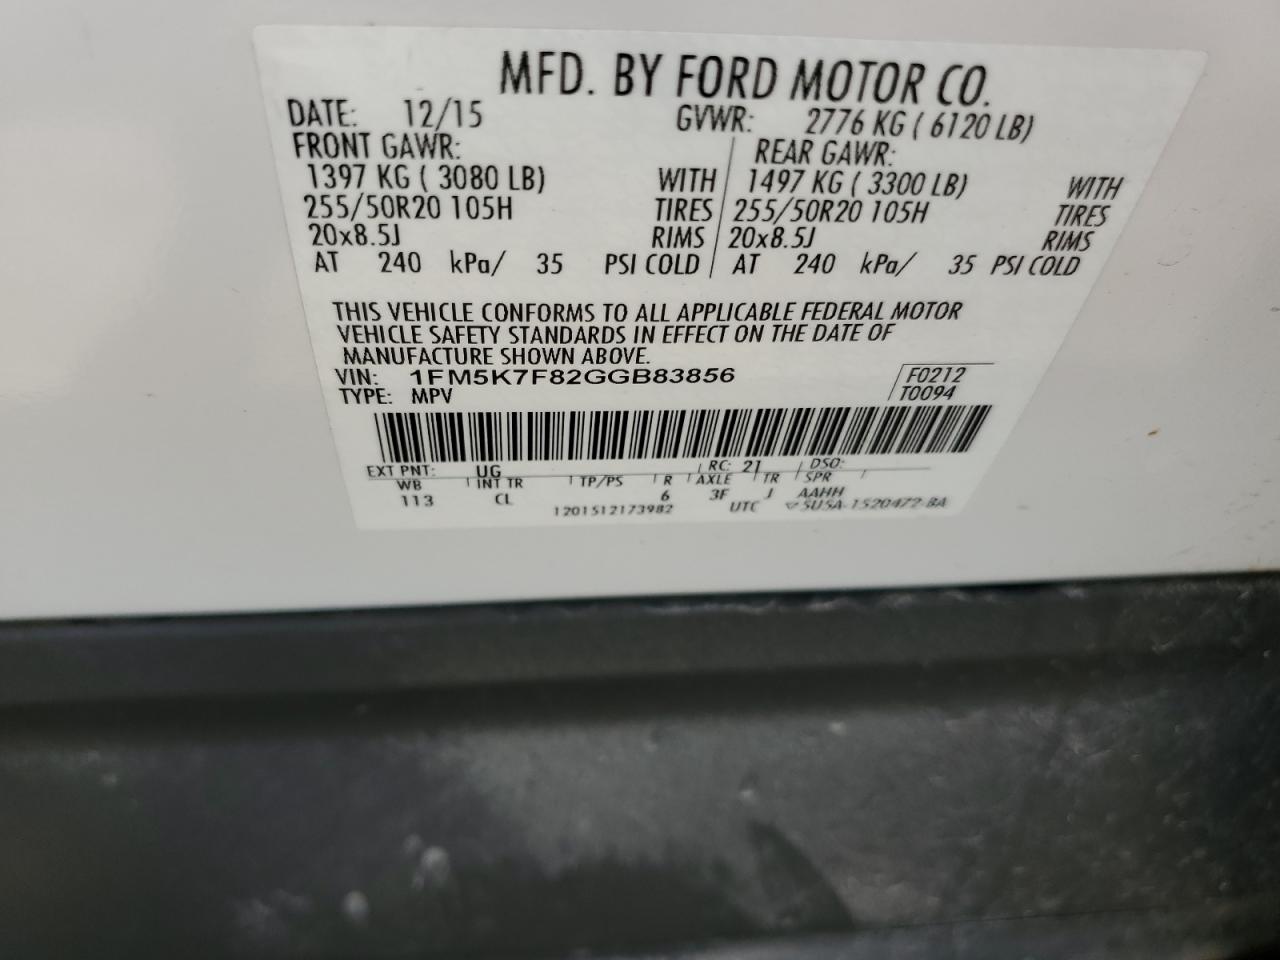 MFD. BY FORD MOTOR CO.
DATE: 12/15 GVWR: 2776 KG ( 6120 LB)
FRONT GAWR: REAR GAWR:
1397 KG ( 3080 LB) WITH 1497 KG ( 3300 LB) WITH
255/50R20 105H TIRES 255/50R20 105H TIRES
20x8.5J RIMS 20x8.5J RIMS
AT 240 kPa/ 35 PSI COLD AT 240 kPa/ 35 PSI COLD
THIS VEHICLE CONFORMS TO ALL APPLICABLE FEDERAL MOTOR
VEHICLE SAFETY STANDARDS IN EFFECT ON THE DATE OF
MANUFACTURE SHOWN ABOVE.
VIN: 1FM5K7F82GGB83856 F0212
TYPE: MPV T0094
EXT PNT: UG RC: 21 DSO:
WB INT TR TP/PS R AXLE TR SPR
113 CL 6 3F J AAHH
1201512173982 UTC 5U5A-1520472-BA